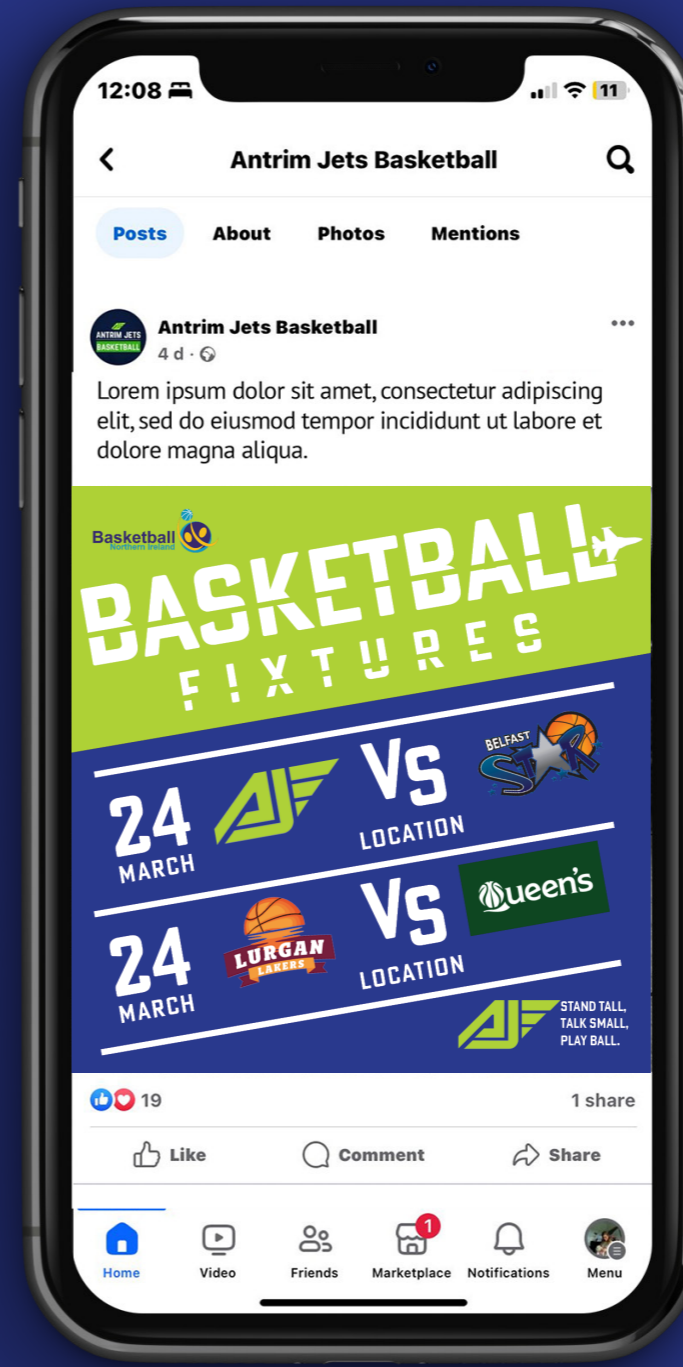 12:08
11
Antrim Jets Basketball
Posts About Photos Mentions
ANTRIM JETS
BASKETBALL
Antrim Jets Basketball
4 d ·
Lorem ipsum dolor sit amet, consectetur adipiscing
elit, sed do eiusmod tempor incididunt ut labore et
dolore magna aliqua.
Basketball
Northern Ireland
BASKETBALL
FIXTURES
24
MARCH
AJ
VS
LOCATION
BELFAST
STAR
24
MARCH
LURGAN
LAKERS
VS
LOCATION
Queen's
AJ
STAND TALL,
TALK SMALL,
PLAY BALL.
19 1 share
Like Comment Share
1
Home Video Friends Marketplace Notifications Menu